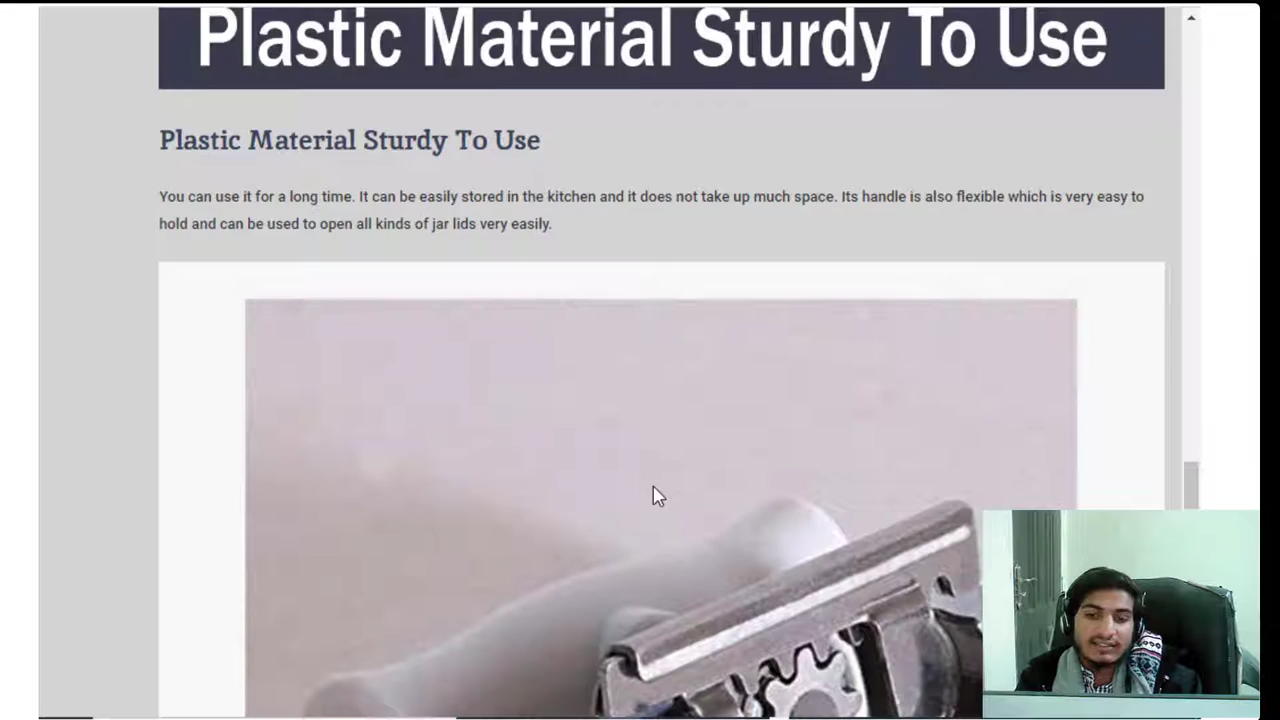 Plastic Material Sturdy To Use
Plastic Material Sturdy To Use
You can use it for a long time. It can be easily stored in the kitchen and it does not take up much space. Its handle is also flexible which is very easy to
hold and can be used to open all kinds of jar lids very easily.